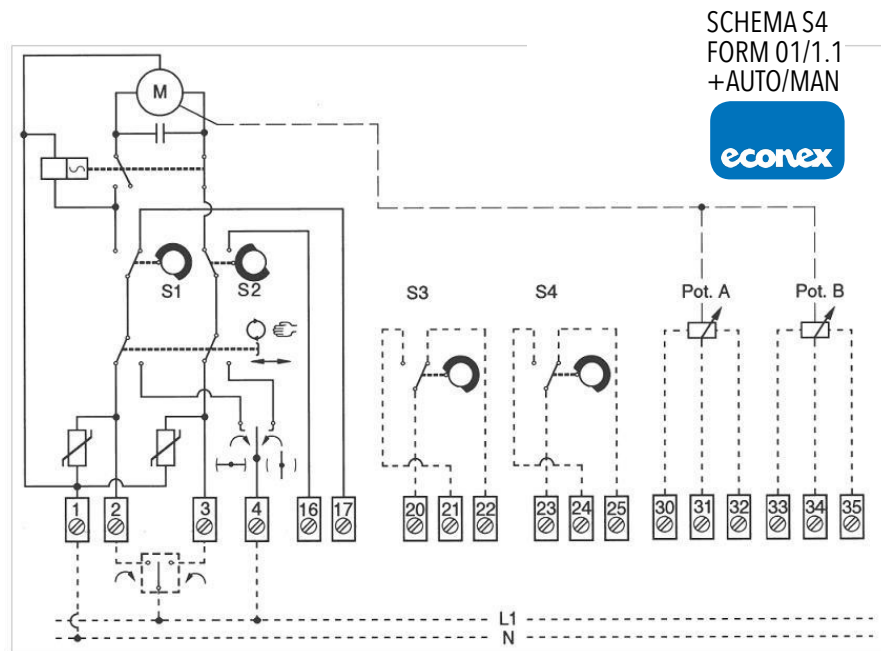 SCHEMA S4
FORM 01/1.1
+AUTO/MAN
econex
M
S1 S2
S3 S4 Pot. A Pot. B
1 2 3 4 16 17 20 21 22 23 24 25 30 31 32 33 34 35
L1
N